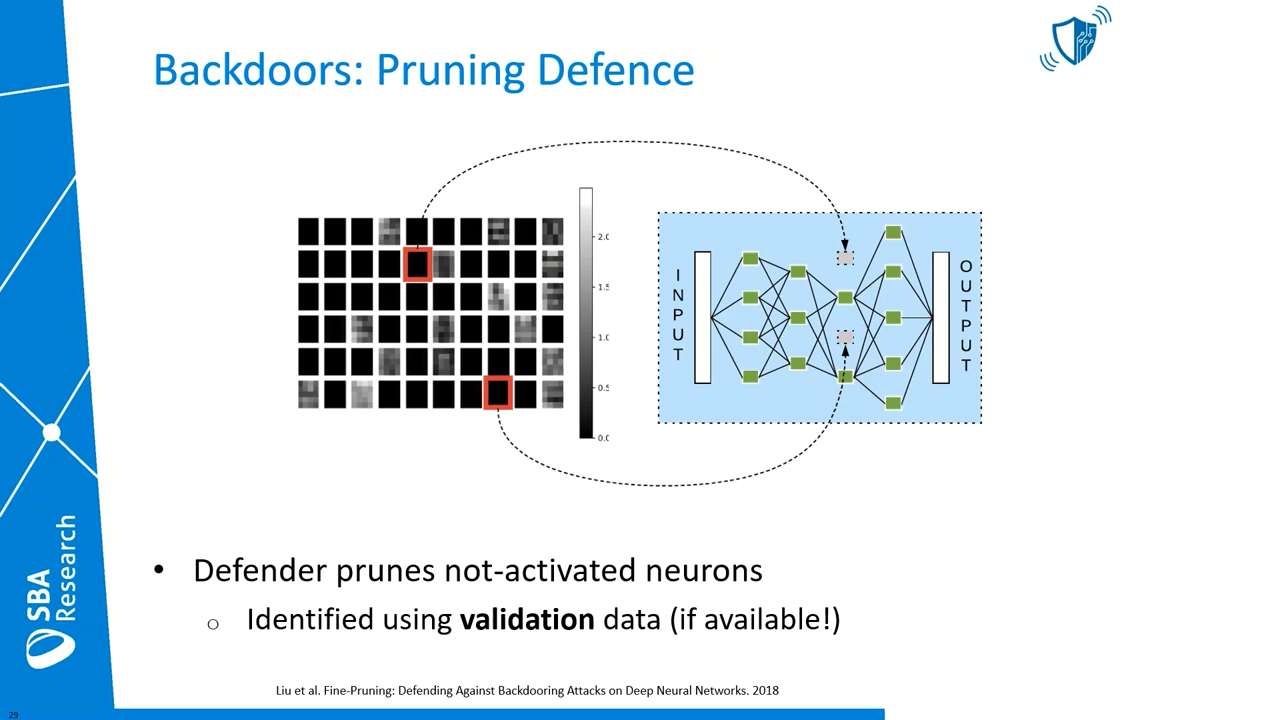 Backdoors: Pruning Defence
2.0
1.5
1.0
0.5
0.0
INPUT
OUTPUT
• Defender prunes not-activated neurons
o Identified using validation data (if available!)
Liu et al. Fine-Pruning: Defending Against Backdooring Attacks on Deep Neural Networks. 2018
SBA
Research
29